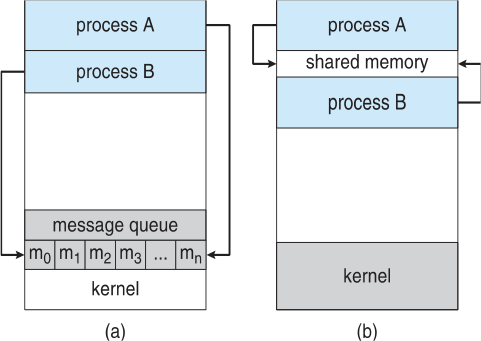 process A
process B
message queue
m0 m1 m2 m3 ... mn
kernel
(a)
process A
shared memory
process B
kernel
(b)